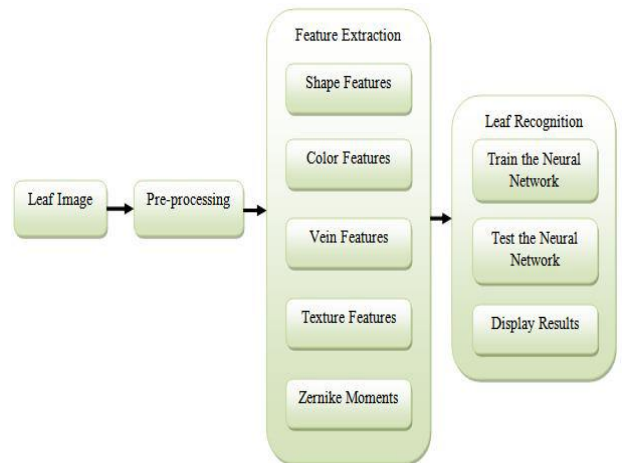 Leaf Image
Pre-processing
Feature Extraction
Shape Features
Color Features
Vein Features
Texture Features
Zernike Moments
Leaf Recognition
Train the Neural
Network
Test the Neural
Network
Display Results